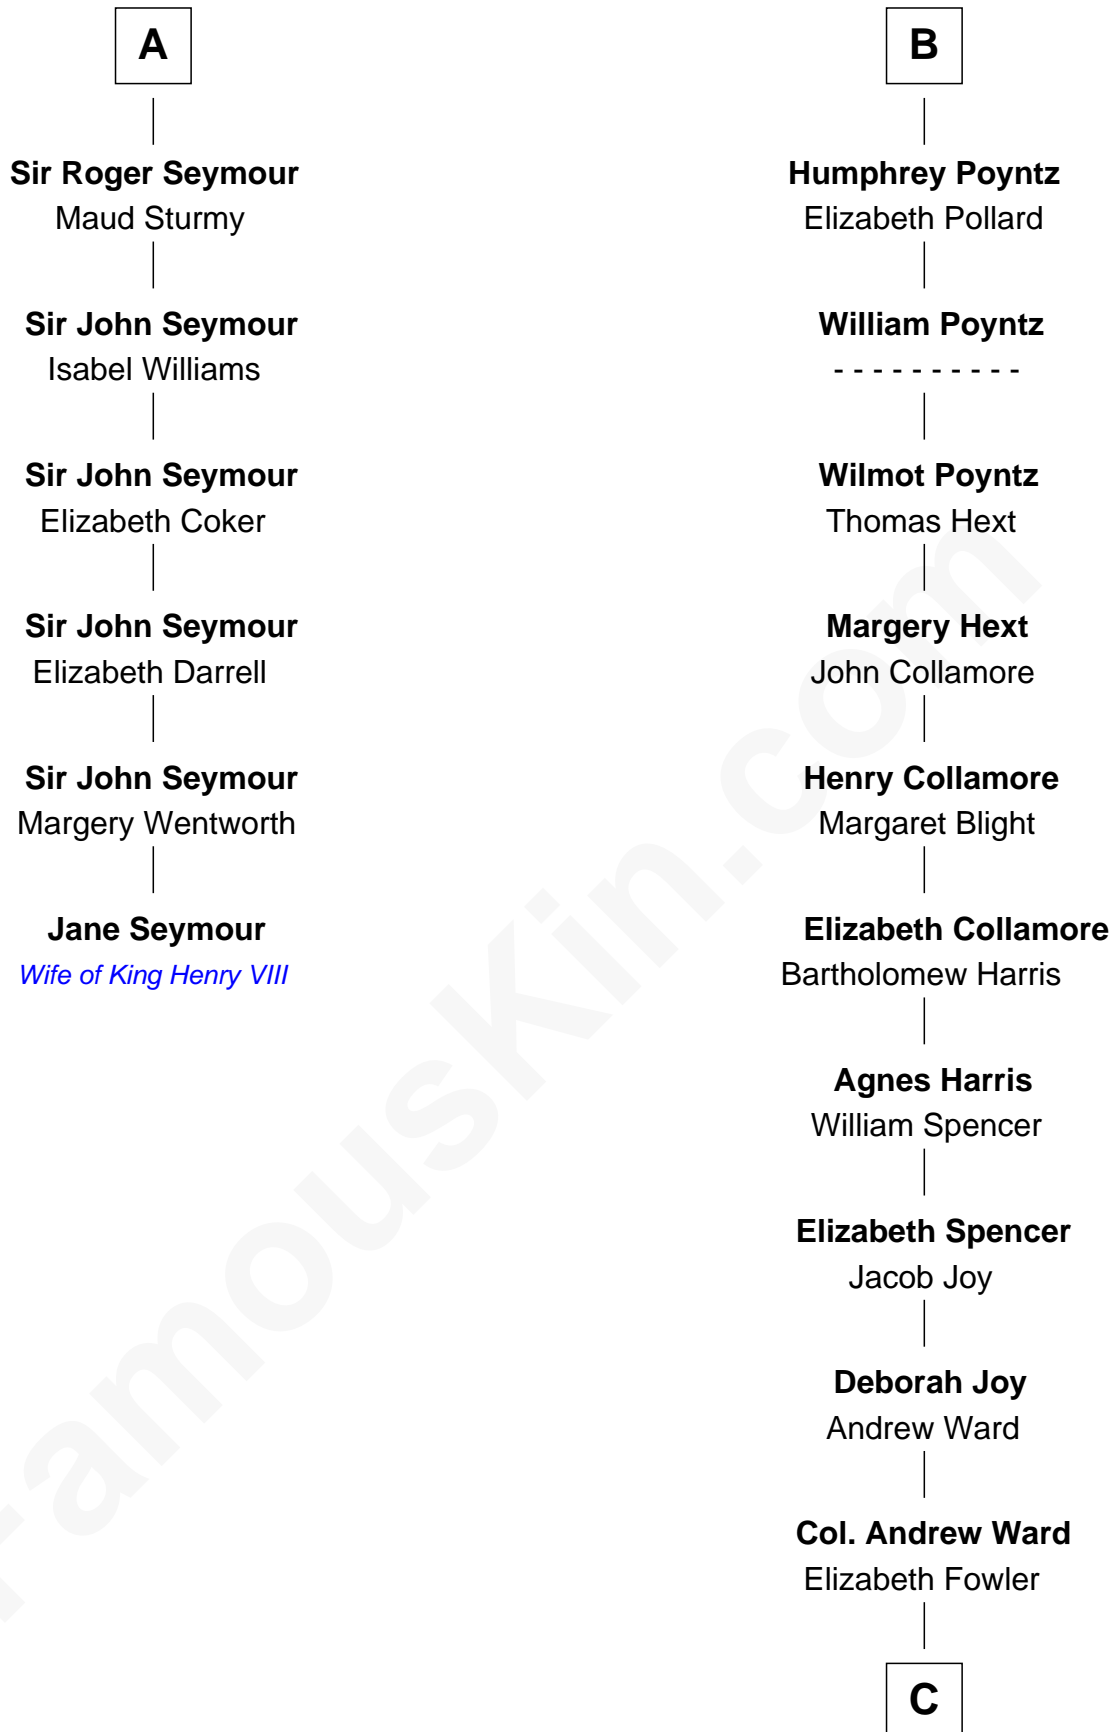 A
Sir Roger Seymour
Maud Sturmy
Sir John Seymour
Isabel Williams
Sir John Seymour
Elizabeth Coker
Sir John Seymour
Elizabeth Darrell
Sir John Seymour
Margery Wentworth
Jane Seymour
Wife of King Henry VIII
B
Humphrey Poyntz
Elizabeth Pollard
William Poyntz
- - - - - - - - - -
Wilmot Poyntz
Thomas Hext
Margery Hext
John Collamore
Henry Collamore
Margaret Blight
Elizabeth Collamore
Bartholomew Harris
Agnes Harris
William Spencer
Elizabeth Spencer
Jacob Joy
Deborah Joy
Andrew Ward
Col. Andrew Ward
Elizabeth Fowler
C
FamousKin.com